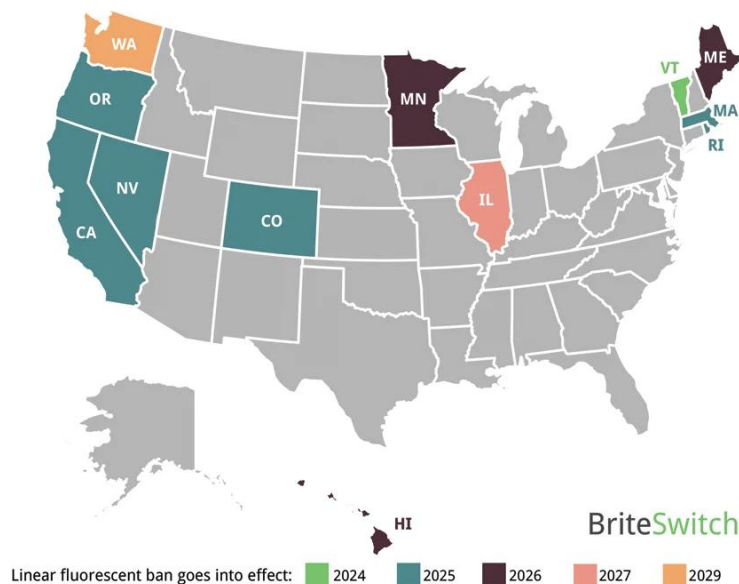 WA
VT
ME
OR
MN
MA
RI
NV
IL
CA
CO
HI
BriteSwitch
Linear fluorescent ban goes into effect: 2024 2025 2026 2027 2029